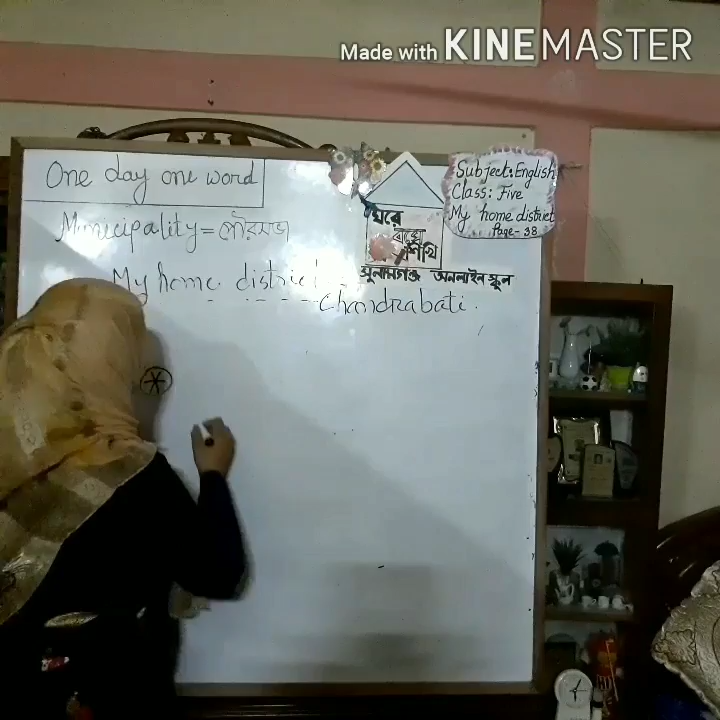 Made with KINEMASTER
One day one word
Municipality = পৌরসভা
Subject: English
Class: Five
My home district
Page - 38
ঘরে
বসে
শিখি
সুনামগঞ্জ অনলাইন স্কুল
My home district
Chandrabati.